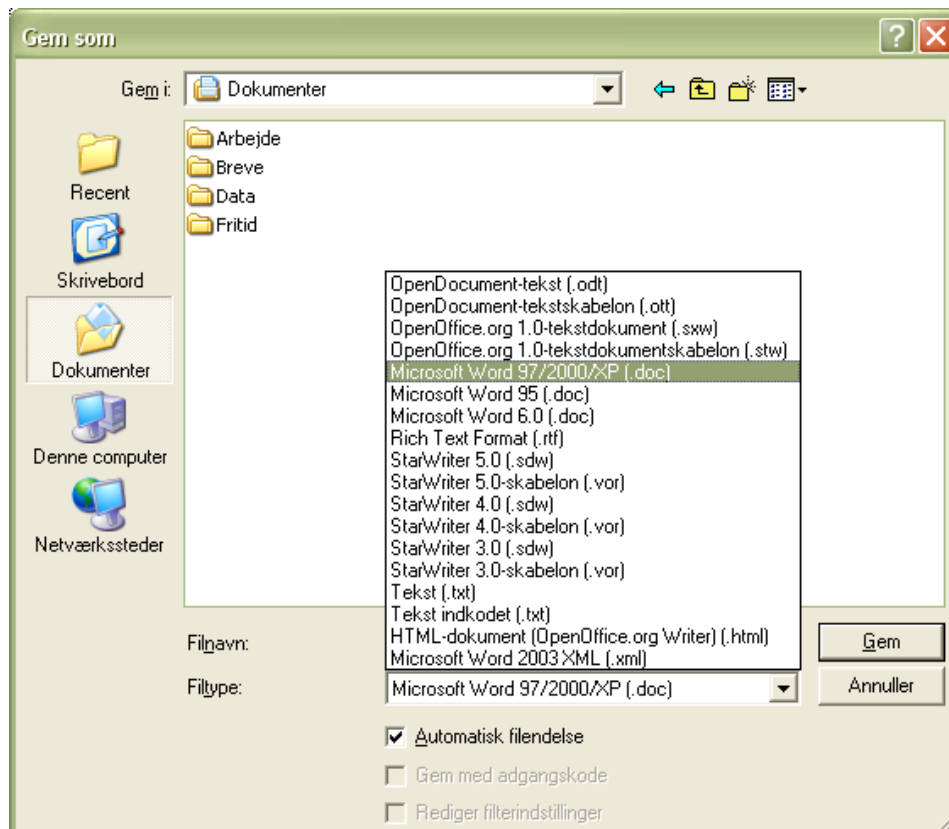 Gem som
Gem i: Dokumenter
Arbejde
Breve
Data
Fritid
Recent
Skrivebord
Dokumenter
Denne computer
Netværkssteder
OpenDocument-tekst (.odt)
OpenDocument-tekstskabelon (.ott)
OpenOffice.org 1.0-tekstdokument (.sxw)
OpenOffice.org 1.0-tekstdokumentskabelon (.stw)
Microsoft Word 97/2000/XP (.doc)
Microsoft Word 95 (.doc)
Microsoft Word 6.0 (.doc)
Rich Text Format (.rtf)
StarWriter 5.0 (.sdw)
StarWriter 5.0-skabelon (.vor)
StarWriter 4.0 (.sdw)
StarWriter 4.0-skabelon (.vor)
StarWriter 3.0 (.sdw)
StarWriter 3.0-skabelon (.vor)
Tekst (.txt)
Tekst indkodet (.txt)
HTML-dokument (OpenOffice.org Writer) (.html)
Microsoft Word 2003 XML (.xml)
Filnavn:
Gem
Filtype: Microsoft Word 97/2000/XP (.doc)
Annuller
Automatisk filendelse
Gem med adgangskode
Rediger filterindstillinger